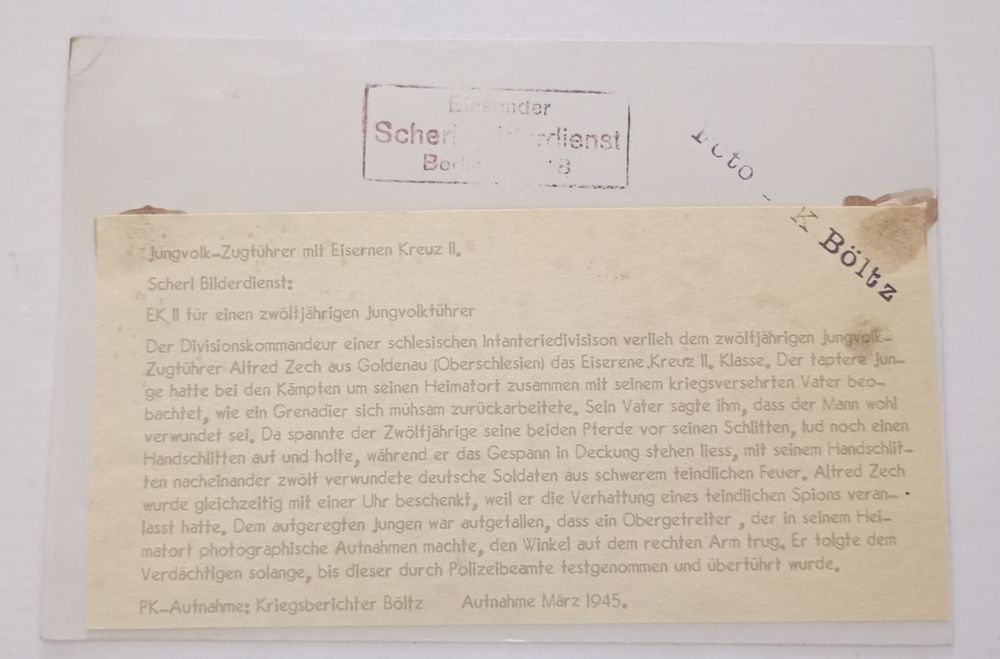 Einsender
Scherl Bilderdienst
Foto - K Böltz
Jungvolk-Zugführer mit Eisernen Kreuz II.
Scherl Bilderdienst:
EK II für einen zwöltjährigen Jungvolkführer
Der Divisionskommandeur einer schlesischen Infanteriedivisison verlieh dem zwöltjährigen Jungvolk-
Zugführer Alfred Zech aus Goldenau (Oberschlesien) das Eiserene Kreuz II. Klasse. Der tapfere Jun-
ge hatte bei den Kämpfen um seinen Heimatort zusammen mit seinem kriegsversehrten Vater beo-
bachtet, wie ein Grenadier sich mühsam zurückarbeitete. Sein Vater sagte ihm, dass der Mann wohl
verwundet sei. Da spannte der Zwölfjährige seine beiden Pferde vor seinen Schlitten, lud noch einen
Handschlitten auf und holte, während er das Gespann in Deckung stehen liess, mit seinem Handschlit-
ten nacheinander zwölf verwundete deutsche Soldaten aus schwerem feindlichen Feuer. Alfred Zech
wurde gleichzeitig mit einer Uhr beschenkt, weil er die Verhaftung eines feindlichen Spions veran-
lasst hatte. Dem aufgeregten Jungen war aufgefallen, dass ein Obergefreiter , der in seinem Hei-
matort photographische Aufnahmen machte, den Winkel auf dem rechten Arm trug. Er folgte dem
Verdächtigen solange, bis dieser durch Polizeibeamte festgenommen und überführt wurde.
PK-Aufnahme: Kriegsberichter Böltz Aufnahme März 1945.